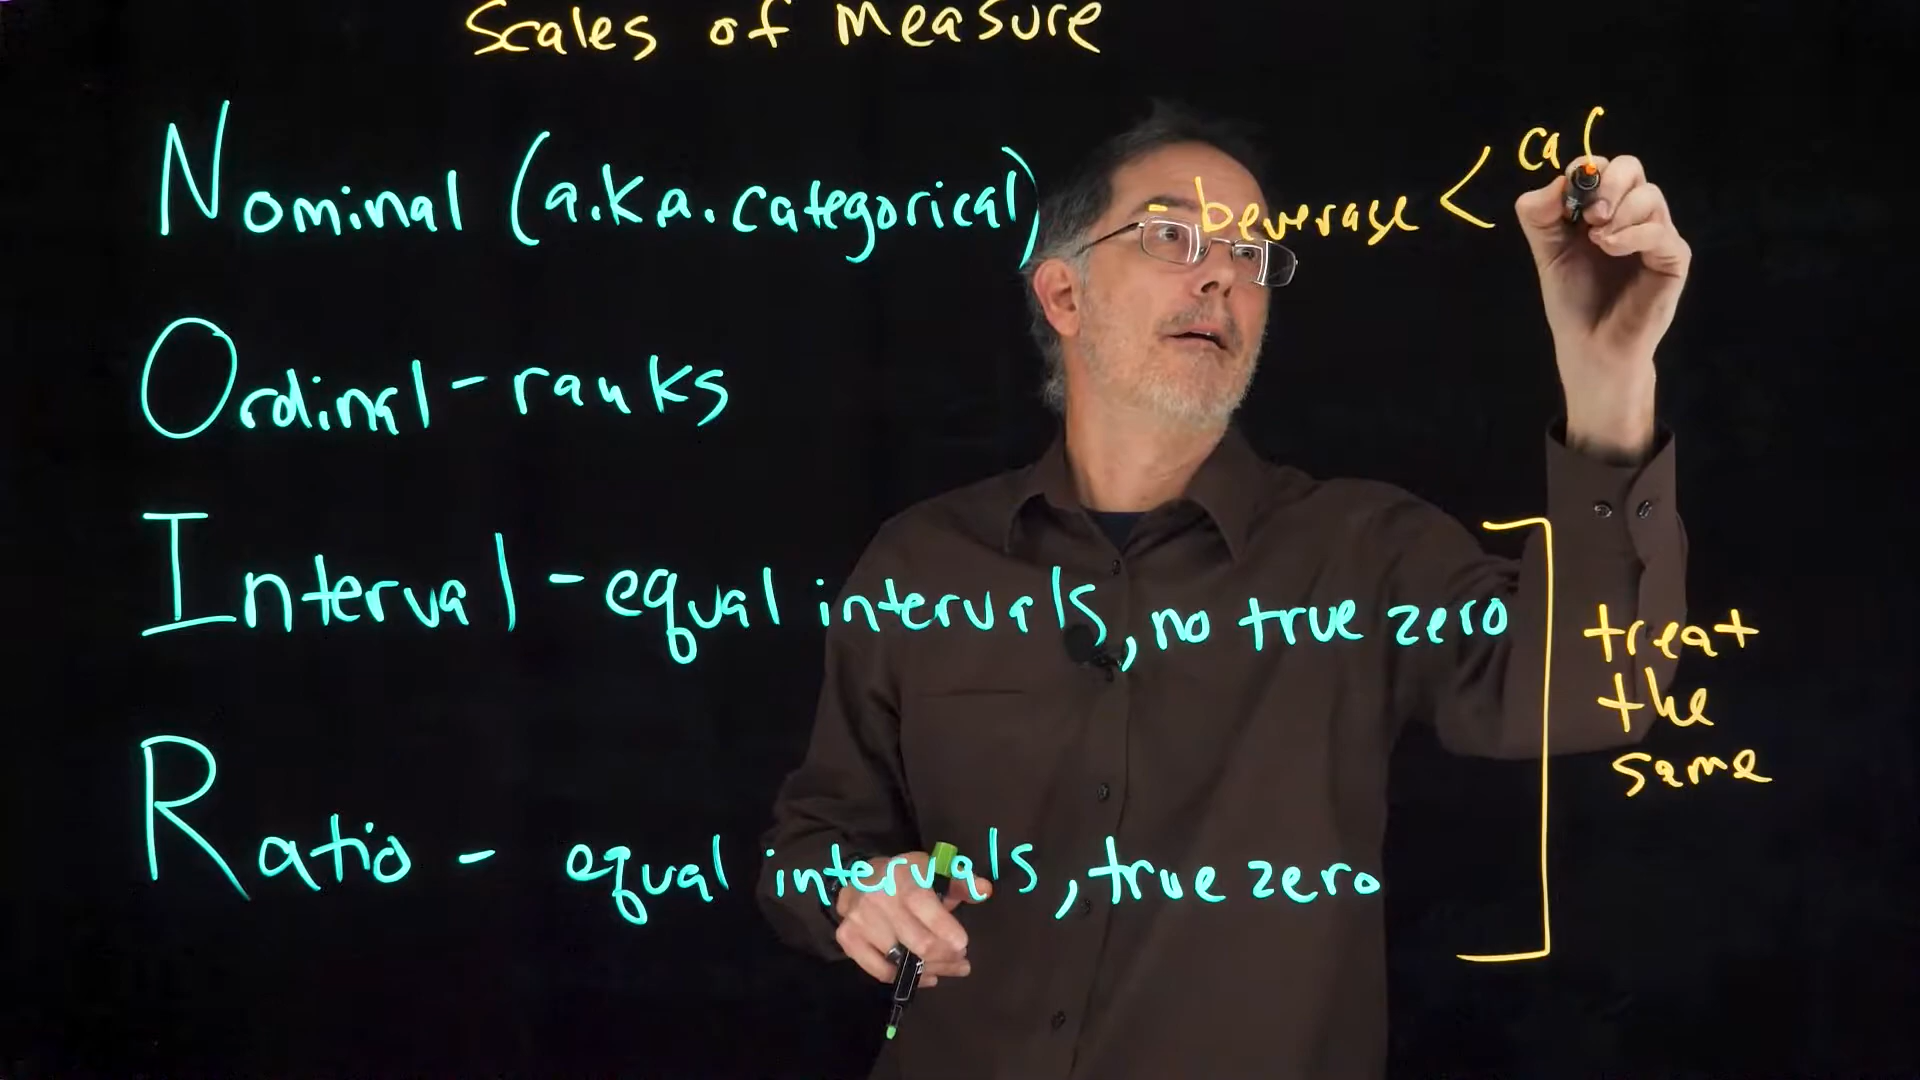 Scales of Measure
Nominal (a.k.a. categorical) - beverage < caf
Ordinal - ranks
Interval - equal intervals, no true zero
Ratio - equal intervals, true zero
treat
the
same